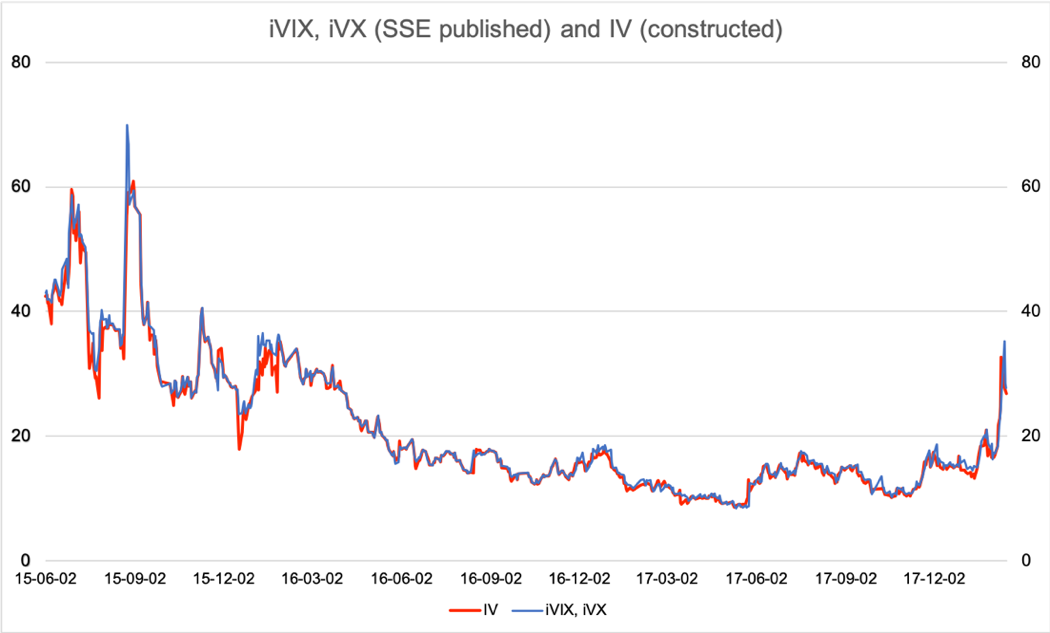 iVIX, iVX (SSE published) and IV (constructed)
80 80
60 60
40 40
20 20
0 0
15-06-02 15-09-02 15-12-02 16-03-02 16-06-02 16-09-02 16-12-02 17-03-02 17-06-02 17-09-02 17-12-02
IV iVIX, iVX